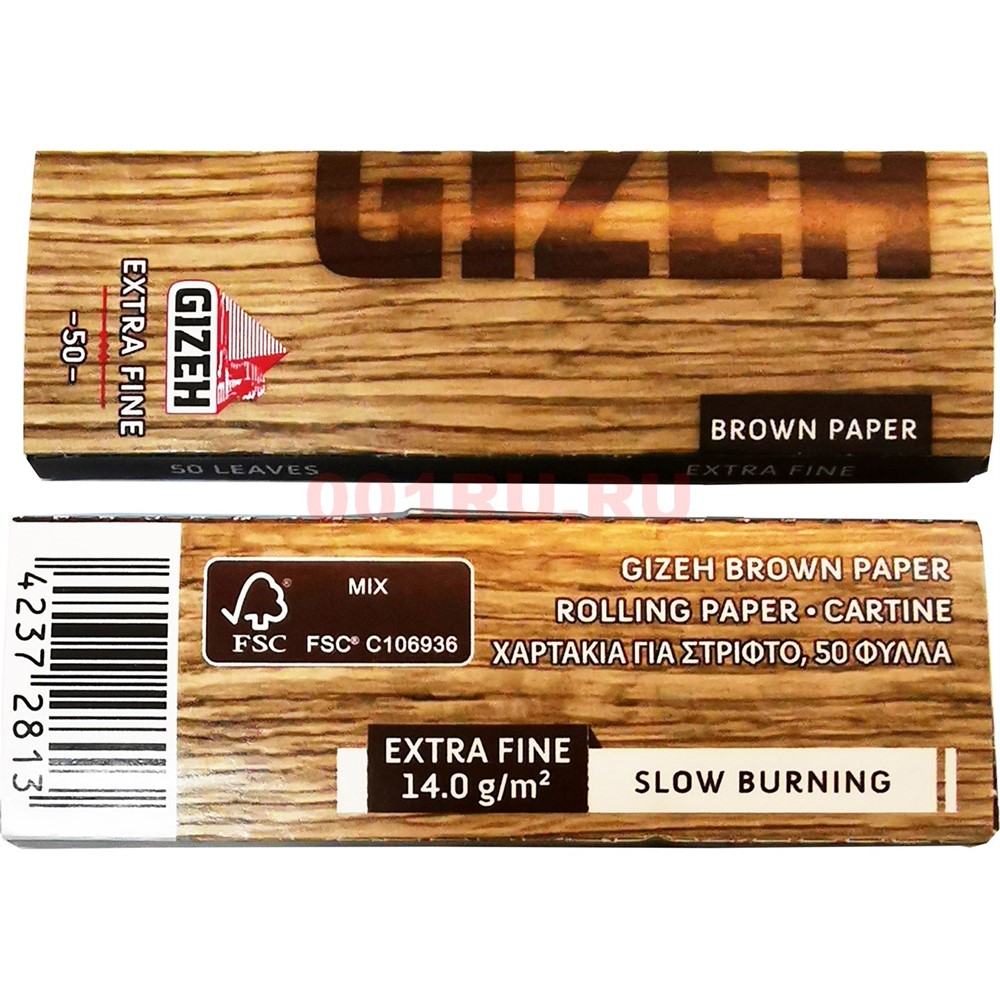 GIZEH
GIZEH
EXTRA FINE
-50-
BROWN PAPER
50 LEAVES
EXTRA FINE
001RU.RU
4237 2813
MIX
FSC®
FSC® C106936
GIZEH BROWN PAPER
ROLLING PAPER • CARTINE
ΧΑΡΤΑΚΙΑ ΓΙΑ ΣΤΡΙΦΤΟ, 50 ΦΥΛΛΑ
EXTRA FINE
14.0 g/m²
SLOW BURNING